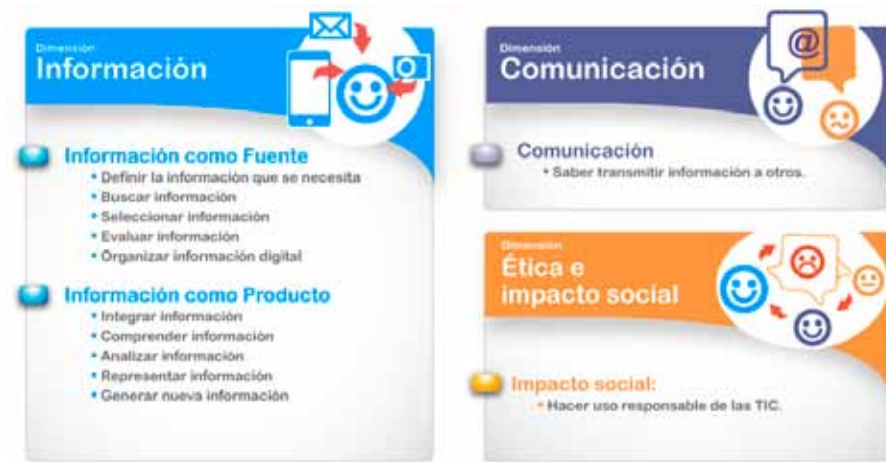 Dimensión
Información
Información como Fuente
• Definir la información que se necesita
• Buscar información
• Seleccionar información
• Evaluar información
• Organizar información digital
Información como Producto
• Integrar información
• Comprender información
• Analizar información
• Representar información
• Generar nueva información
Dimensión
Comunicación
@
Comunicación
• Saber transmitir información a otros.
Dimensión
Ética e
impacto social
Impacto social:
• Hacer uso responsable de las TIC.